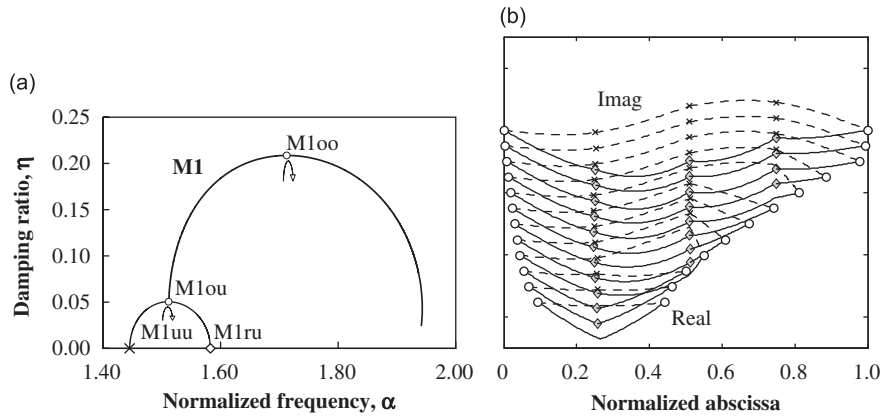 (a)
0.25
0.20
0.15
0.10
0.05
0.00
1.40
1.60
1.80
2.00
Damping ratio, η
Normalized frequency, α
M1
M1oo
M1ou
M1uu
M1ru
(b)
Imag
Real
0
0.2
0.4
0.6
0.8
1.0
Normalized abscissa